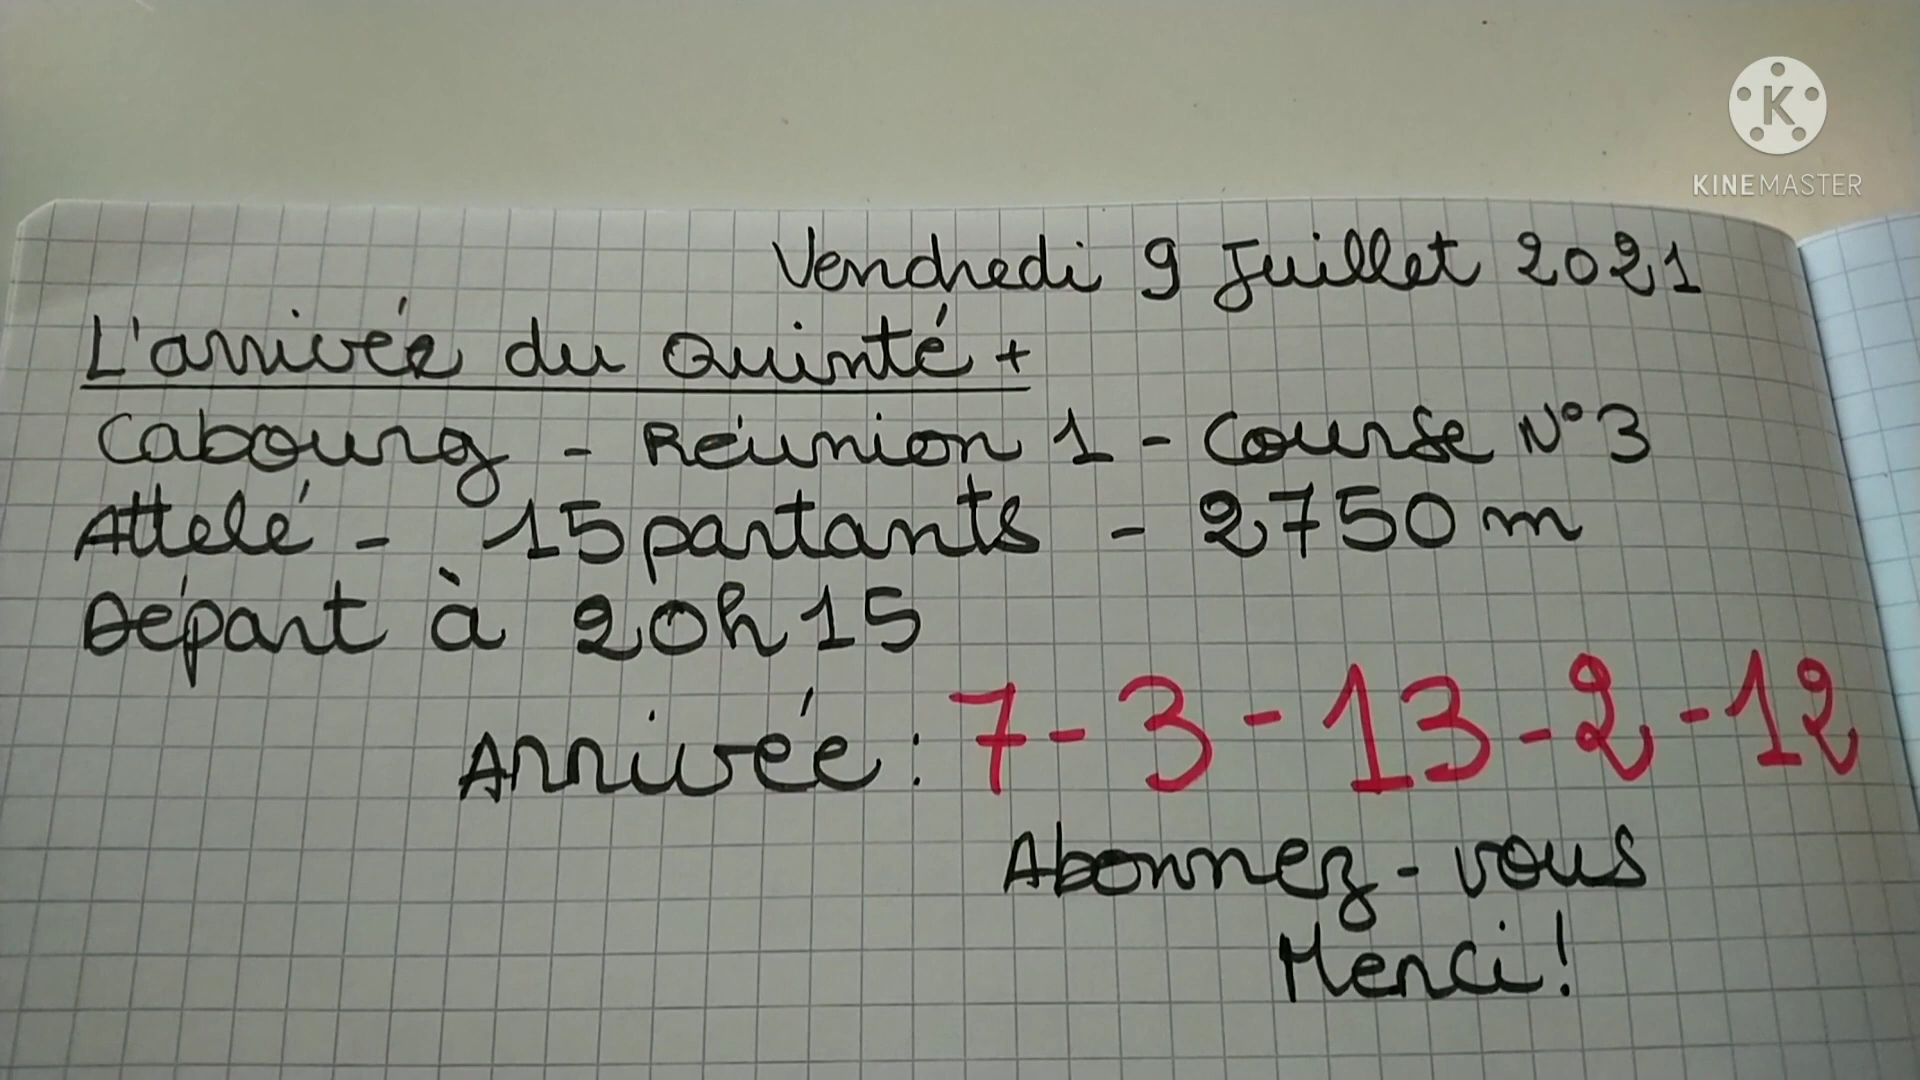 KINEMASTER
Vendredi 9 Juillet 2021
L'arrivée du Quinté +
Cabourg - Réunion 1 - Course N°3
Attelé - 15 partants - 2750 m
Départ à 20h15
Arrivée : 7 - 3 - 13 - 2 - 12
Abonnez-vous
Merci !